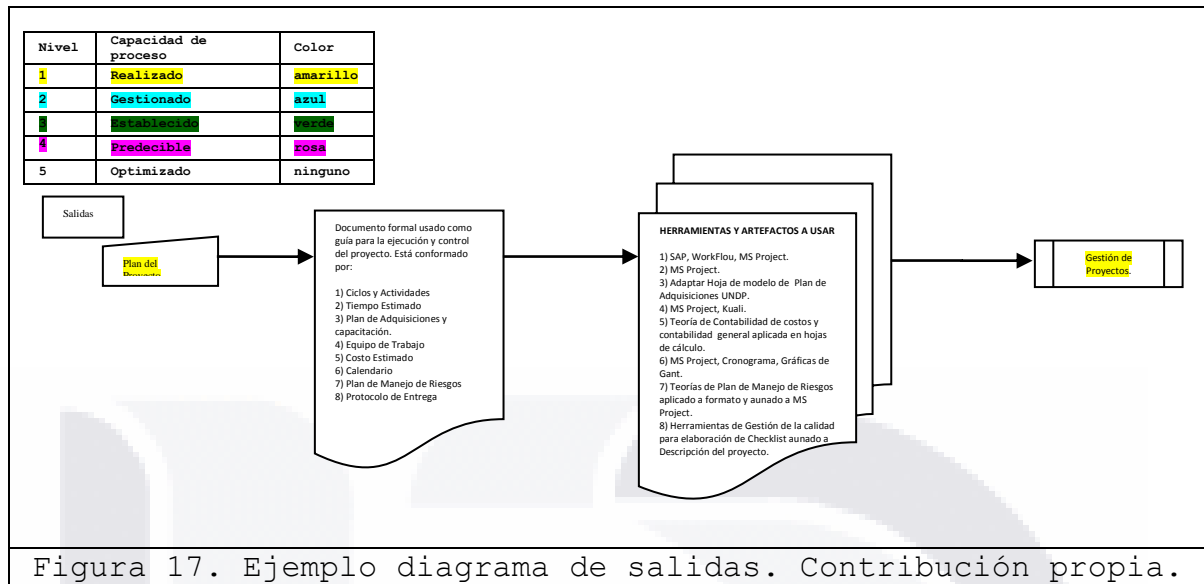 Nivel Capacidad de proceso Color
1 Realizado amarillo
2 Gestionado azul
3 Establecido verde
4 Predecible rosa
5 Optimizado ninguno
Salidas
Plan del
Proyecto
Documento formal usado como
guía para la ejecución y control
del proyecto. Está conformado
por:
1) Ciclos y Actividades
2) Tiempo Estimado
3) Plan de Adquisiciones y
capacitación.
4) Equipo de Trabajo
5) Costo Estimado
6) Calendario
7) Plan de Manejo de Riesgos
8) Protocolo de Entrega
HERRAMIENTAS Y ARTEFACTOS A USAR
1) SAP, WorkFlou, MS Project.
2) MS Project.
3) Adaptar Hoja de modelo de Plan de
Adquisiciones UNDP.
4) MS Project, Kuali.
5) Teoría de Contabilidad de costos y
contabilidad general aplicada en hojas
de cálculo.
6) MS Project, Cronograma, Gráficas de
Gant.
7) Teorías de Plan de Manejo de Riesgos
aplicado a formato y aunado a MS
Project.
8) Herramientas de Gestión de la calidad
para elaboración de Checklist aunado a
Descripción del proyecto.
Gestión de
Proyectos.
Figura 17. Ejemplo diagrama de salidas. Contribución propia.